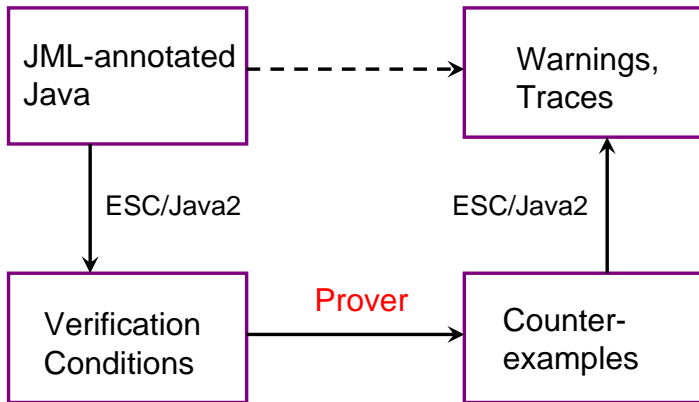 JML-annotated
Java
Warnings,
Traces
ESC/Java2
ESC/Java2
Prover
Verification
Conditions
Counter-
examples